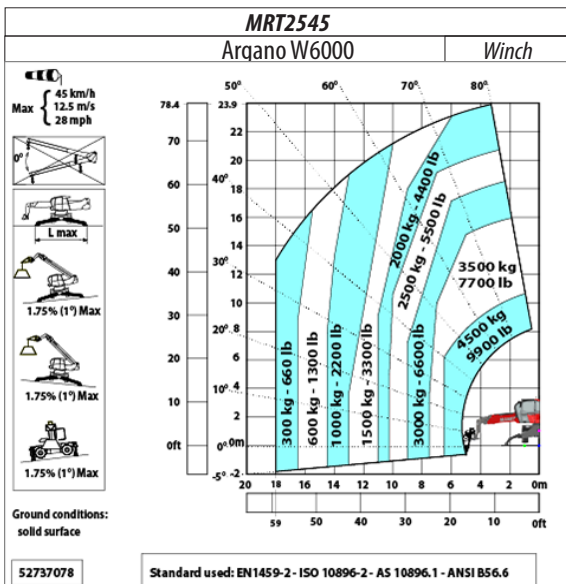 MRT2545
Argano W6000
Winch
Max
45 km/h
12.5 m/s
28 mph
0°
L max
1.75% (1°) Max
1.75% (1°) Max
1.75% (1°) Max
Ground conditions:
solid surface
78.4
70
60
50
40
30
20
10
0ft
23.9
22
20
18
16
14
12
10
8
6
4
2
0m
-2
50°
60°
70°
80°
40°
30°
20°
10°
0°
-5°
300 kg - 660 lb
600 kg - 1300 lb
1000 kg - 2200 lb
1500 kg - 3300 lb
2000 kg - 4400 lb
2500 kg - 5500 lb
3000 kg - 6600 lb
3500 kg
7700 lb
4500 kg
9900 lb
20 18 16 14 12 10 8 6 4 2 0m
59 50 40 30 20 10 0ft
52737078
Standard used: EN1459-2 - ISO 10896-2 - AS 10896.1 - ANSI B56.6